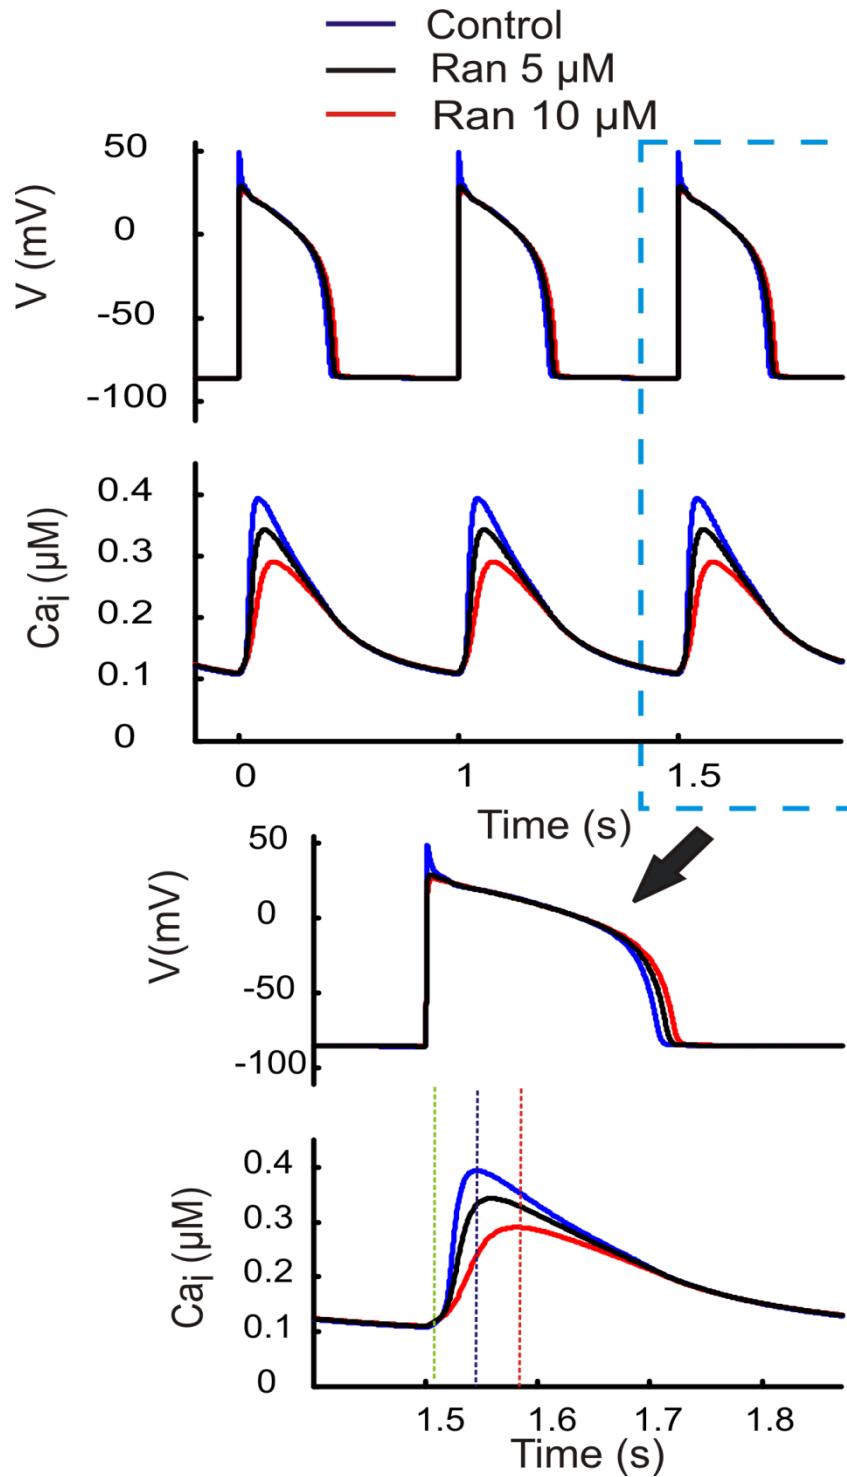 Control
Ran 5 µM
Ran 10 µM
V (mV)
50
0
-50
-100
Cai (µM)
0.4
0.3
0.2
0.1
0
0 1 1.5
Time (s)
V(mV)
50
0
-50
-100
Cai (µM)
0.4
0.3
0.2
0.1
0
1.5 1.6 1.7 1.8
Time (s)